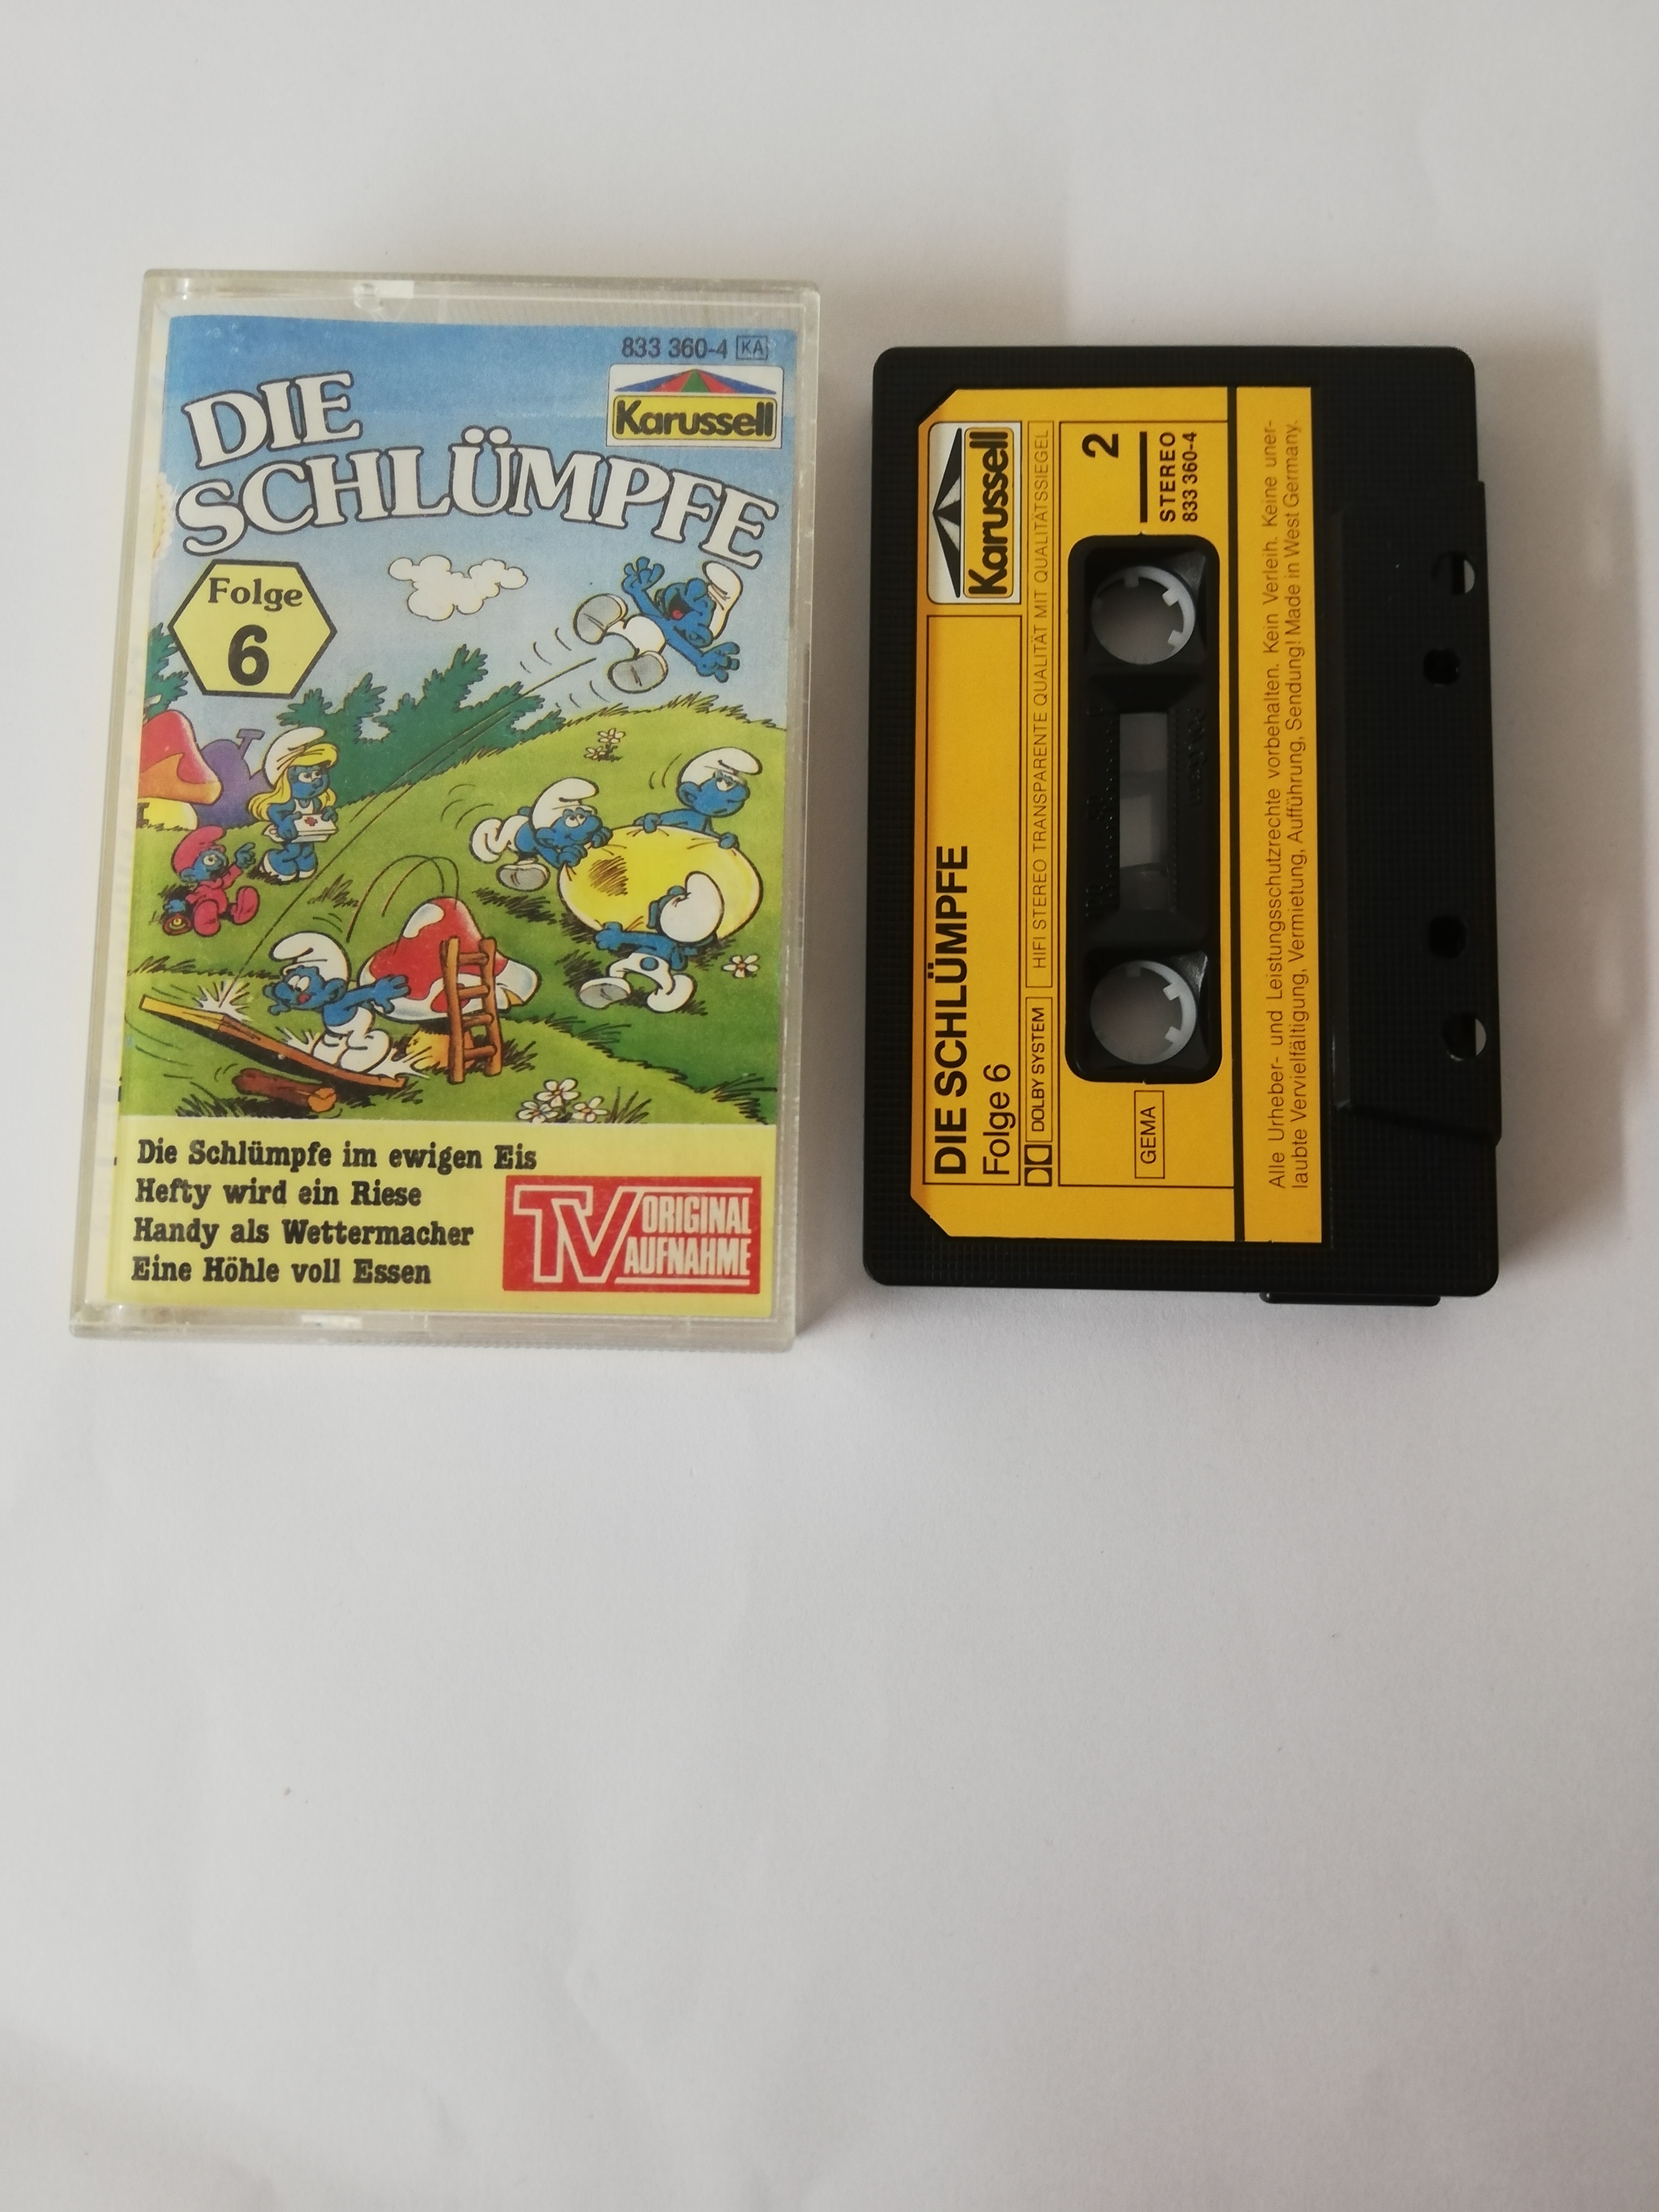 833 360-4 KA
Karussell
DIE
SCHLÜMPFE
Folge
6
Die Schlümpfe im ewigen Eis
Hefty wird ein Riese
Handy als Wettermacher
Eine Höhle voll Essen
TV ORIGINAL
AUFNAHME
DIE SCHLÜMPFE
Folge 6
Karussell
DOLBY SYSTEM
HIFI STEREO TRANSPARENTE QUALITÄT MIT QUALITÄTSSIEGEL
GEMA
2
STEREO
833 360-4
Alle Urheber- und Leistungsschutzrechte vorbehalten. Kein Verleih. Keine uner-
laubte Vervielfältigung, Vermietung, Aufführung, Sendung! Made in West Germany.